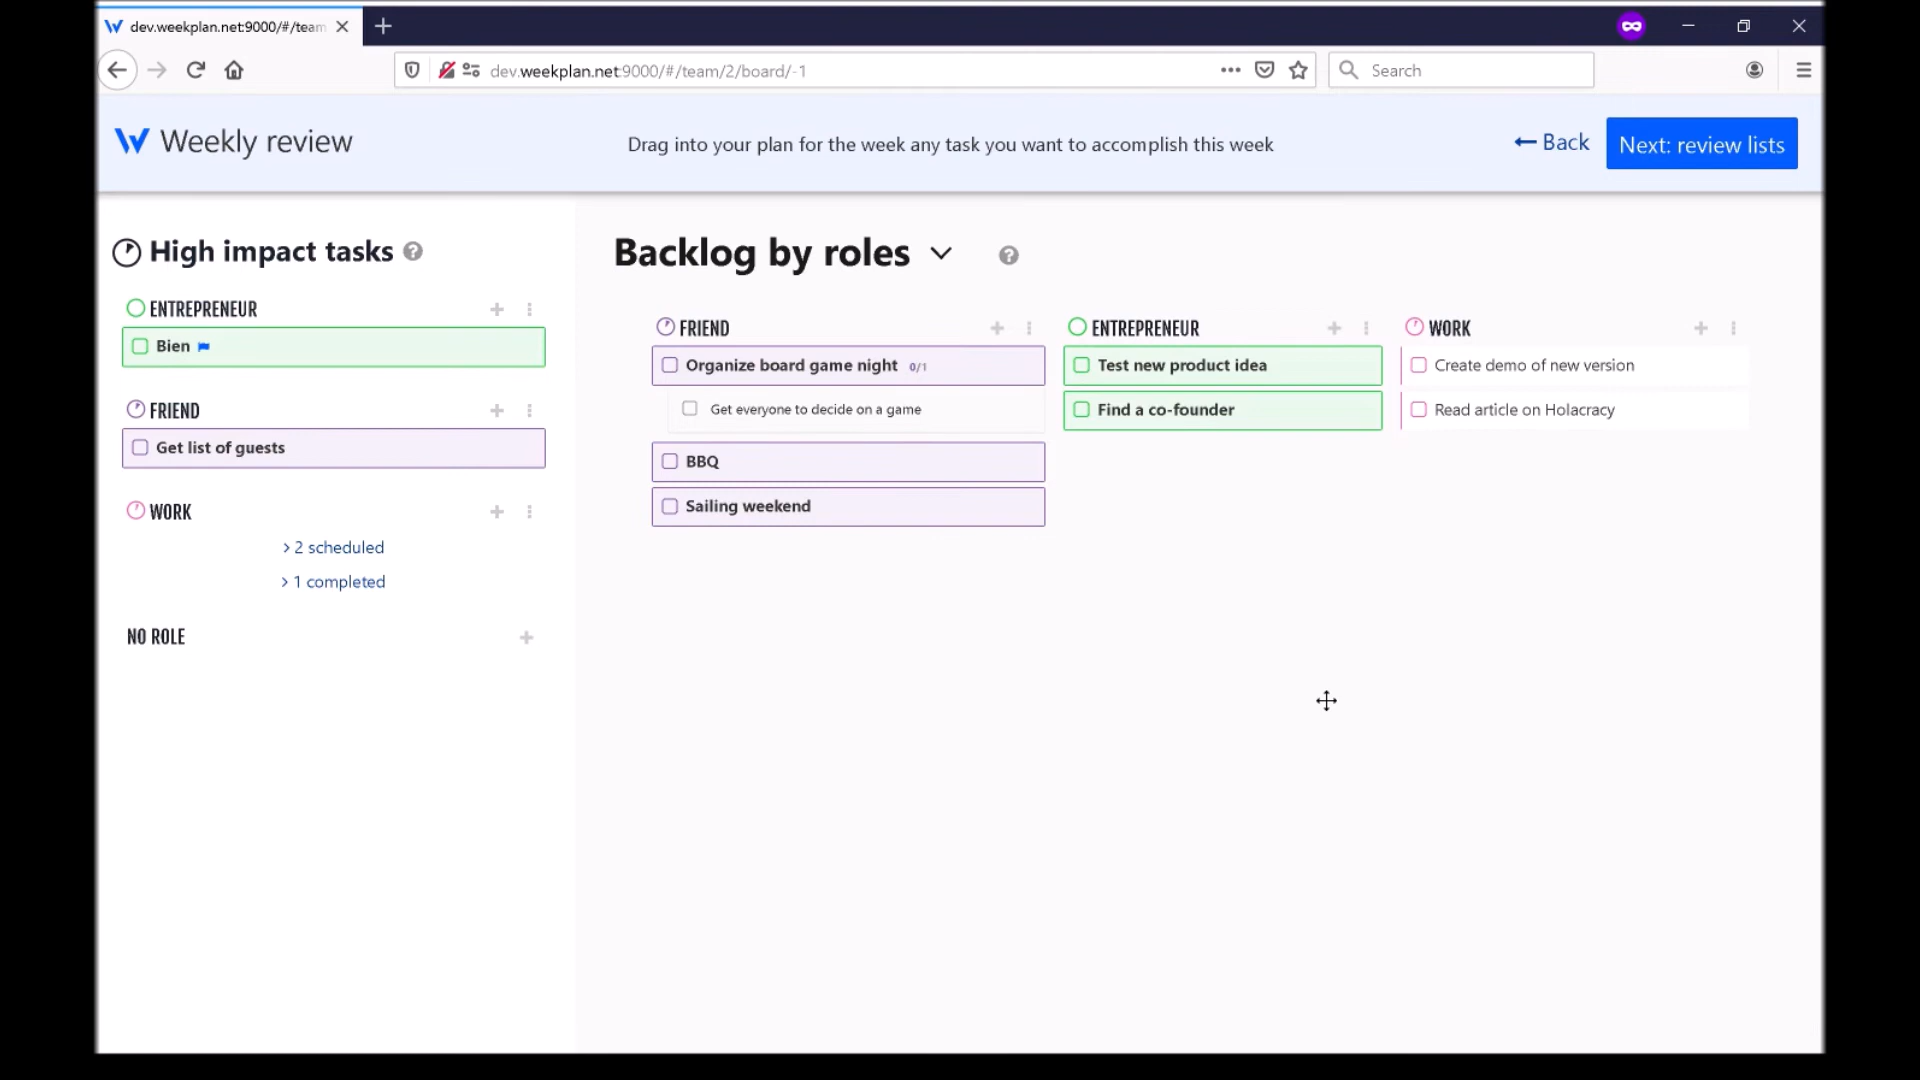 dev.weekplan.net:9000/#/team
dev.weekplan.net:9000/#/team/2/board/-1
Search
Weekly review
Drag into your plan for the week any task you want to accomplish this week
Back
Next: review lists
High impact tasks
ENTREPRENEUR
Bien
FRIEND
Get list of guests
WORK
2 scheduled
1 completed
NO ROLE
Backlog by roles
FRIEND
Organize board game night 0/1
Get everyone to decide on a game
BBQ
Sailing weekend
ENTREPRENEUR
Test new product idea
Find a co-founder
WORK
Create demo of new version
Read article on Holacracy